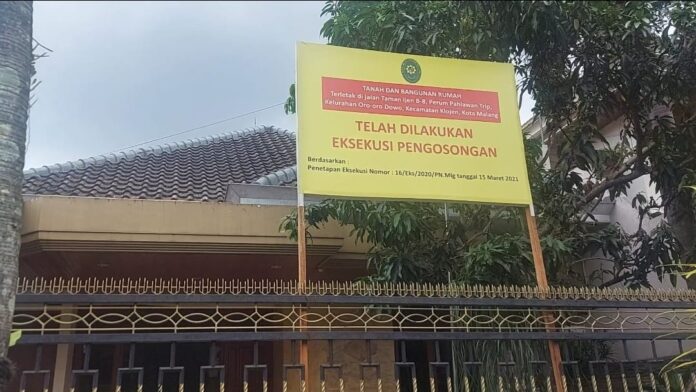 TANAH DAN BANGUNAN RUMAH
Terletak di Jalan Taman Ijen B-8, Perum Pahlawan Trip,
Kelurahan Oro-oro Dowo, Kecamatan Klojen, Kota Malang
TELAH DILAKUKAN
EKSEKUSI PENGOSONGAN
Berdasarkan :
Penetapan Eksekusi Nomor : 16/Eks/2020/PN.Mlg tanggal 15 Maret 2021